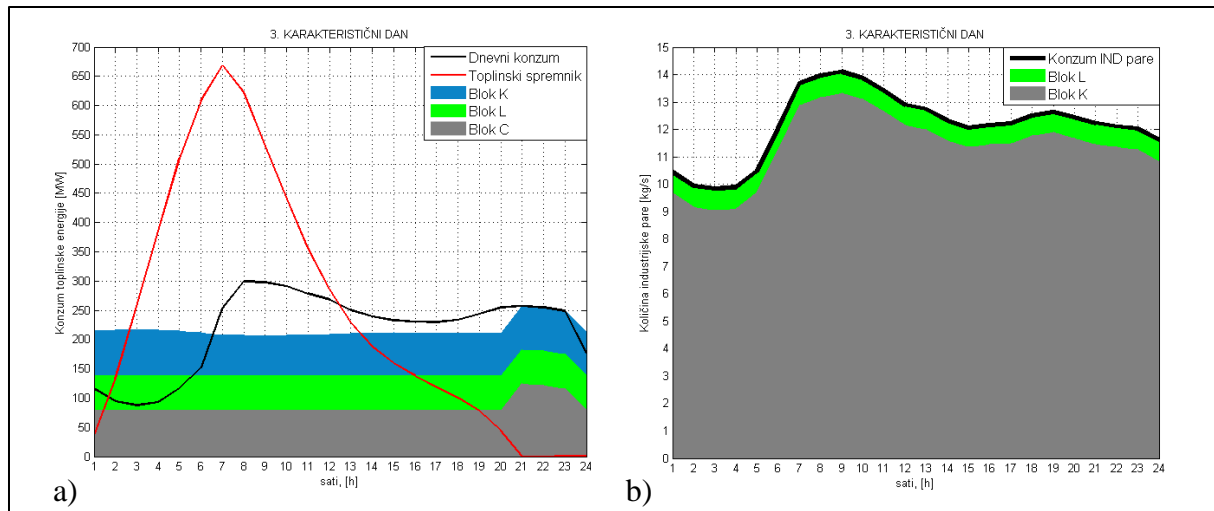 3. KARAKTERISTIČNI DAN
Konzum toplinske energije [MW]
700
650
600
550
500
450
400
350
300
250
200
150
100
50
0
Dnevni konzum
Toplinski spremnik
Blok K
Blok L
Blok C
1 2 3 4 5 6 7 8 9 10 11 12 13 14 15 16 17 18 19 20 21 22 23 24
sati, [h]
a)
3. KARAKTERISTIČNI DAN
Količina industrijske pare [kg/s]
15
14
13
12
11
10
9
8
7
6
5
4
3
2
1
0
Konzum IND pare
Blok L
Blok K
1 2 3 4 5 6 7 8 9 10 11 12 13 14 15 16 17 18 19 20 21 22 23 24
sati, [h]
b)